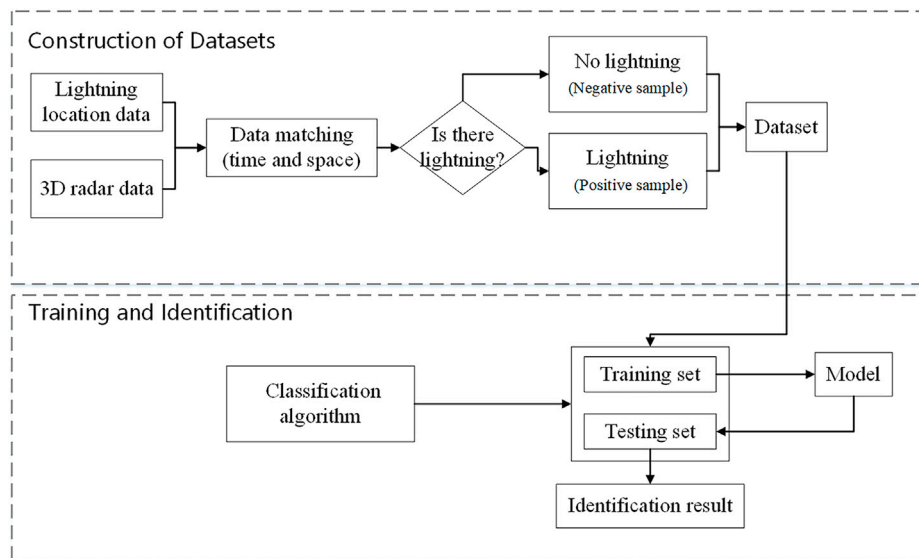 Construction of Datasets
Lightning
location data
3D radar data
Data matching
(time and space)
Is there
lightning?
No lightning
(Negative sample)
Lightning
(Positive sample)
Dataset
Training and Identification
Classification
algorithm
Training set
Model
Testing set
Identification result